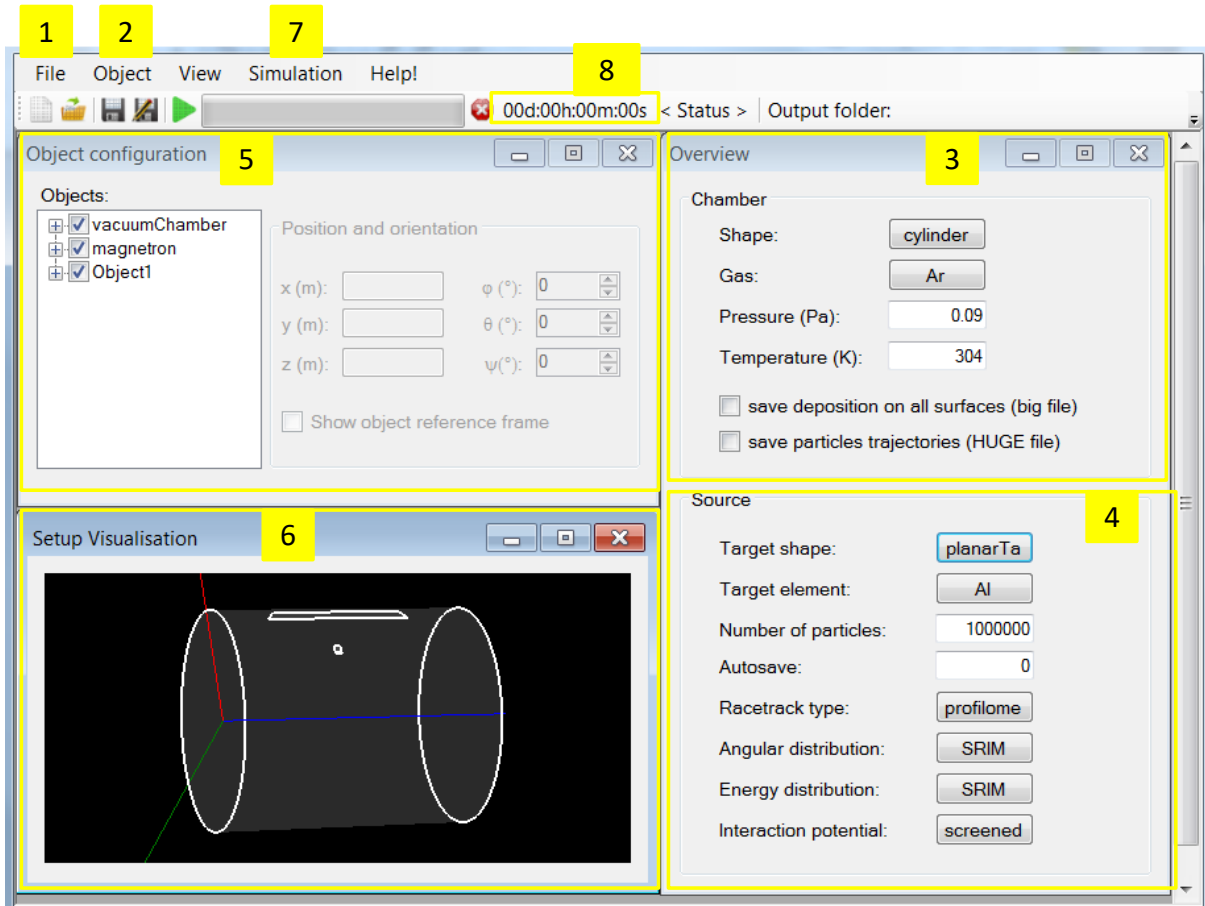 1 2 7
File Object View Simulation Help!
8
00d:00h:00m:00s < Status > Output folder:
Object configuration 5
Objects:
vacuumChamber
magnetron
Object1
Position and orientation
x (m): φ (°): 0
y (m): θ (°): 0
z (m): ψ(°): 0
Show object reference frame
Overview 3
Chamber
Shape: cylinder
Gas: Ar
Pressure (Pa): 0.09
Temperature (K): 304
save deposition on all surfaces (big file)
save particles trajectories (HUGE file)
Setup Visualisation 6
Source 4
Target shape: planarTa
Target element: Al
Number of particles: 1000000
Autosave: 0
Racetrack type: profilome
Angular distribution: SRIM
Energy distribution: SRIM
Interaction potential: screened